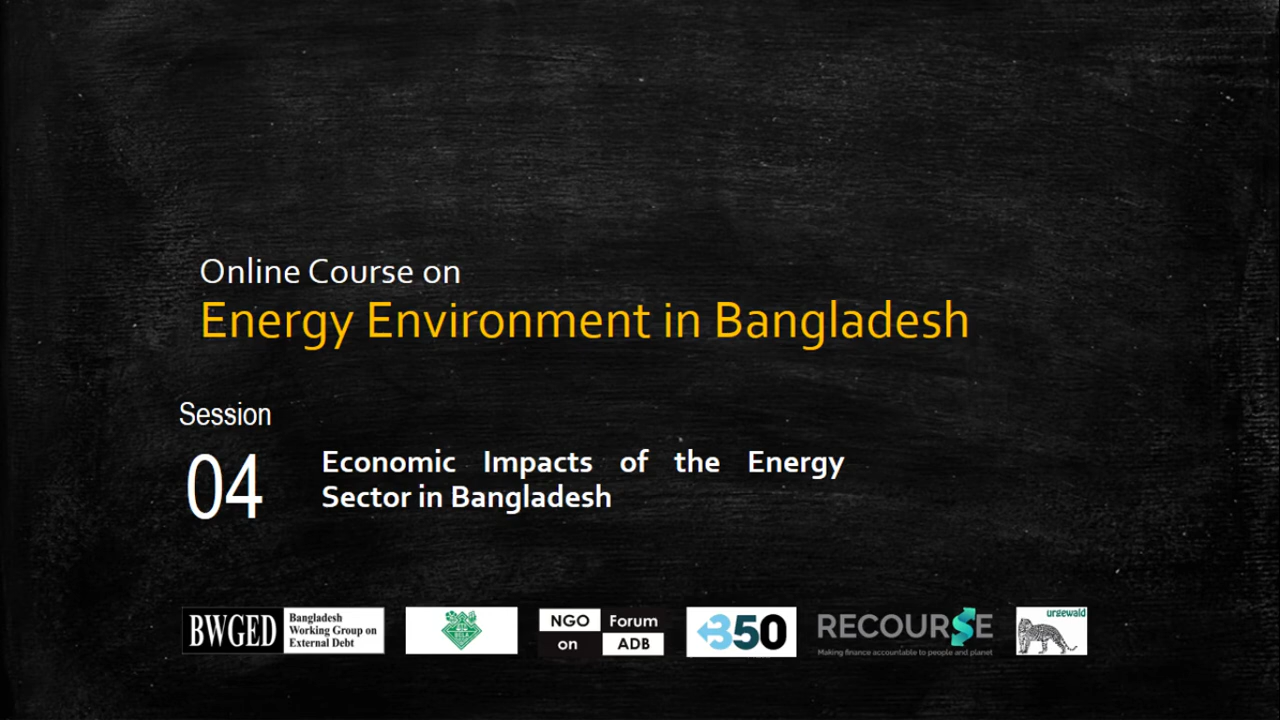 Online Course on
Energy Environment in Bangladesh
Session
04
Economic Impacts of the Energy
Sector in Bangladesh
BWGED
Bangladesh
Working Group on
External Debt
NGO Forum
on ADB
350
RECOURSE
Making finance accountable to people and planet
urgewald